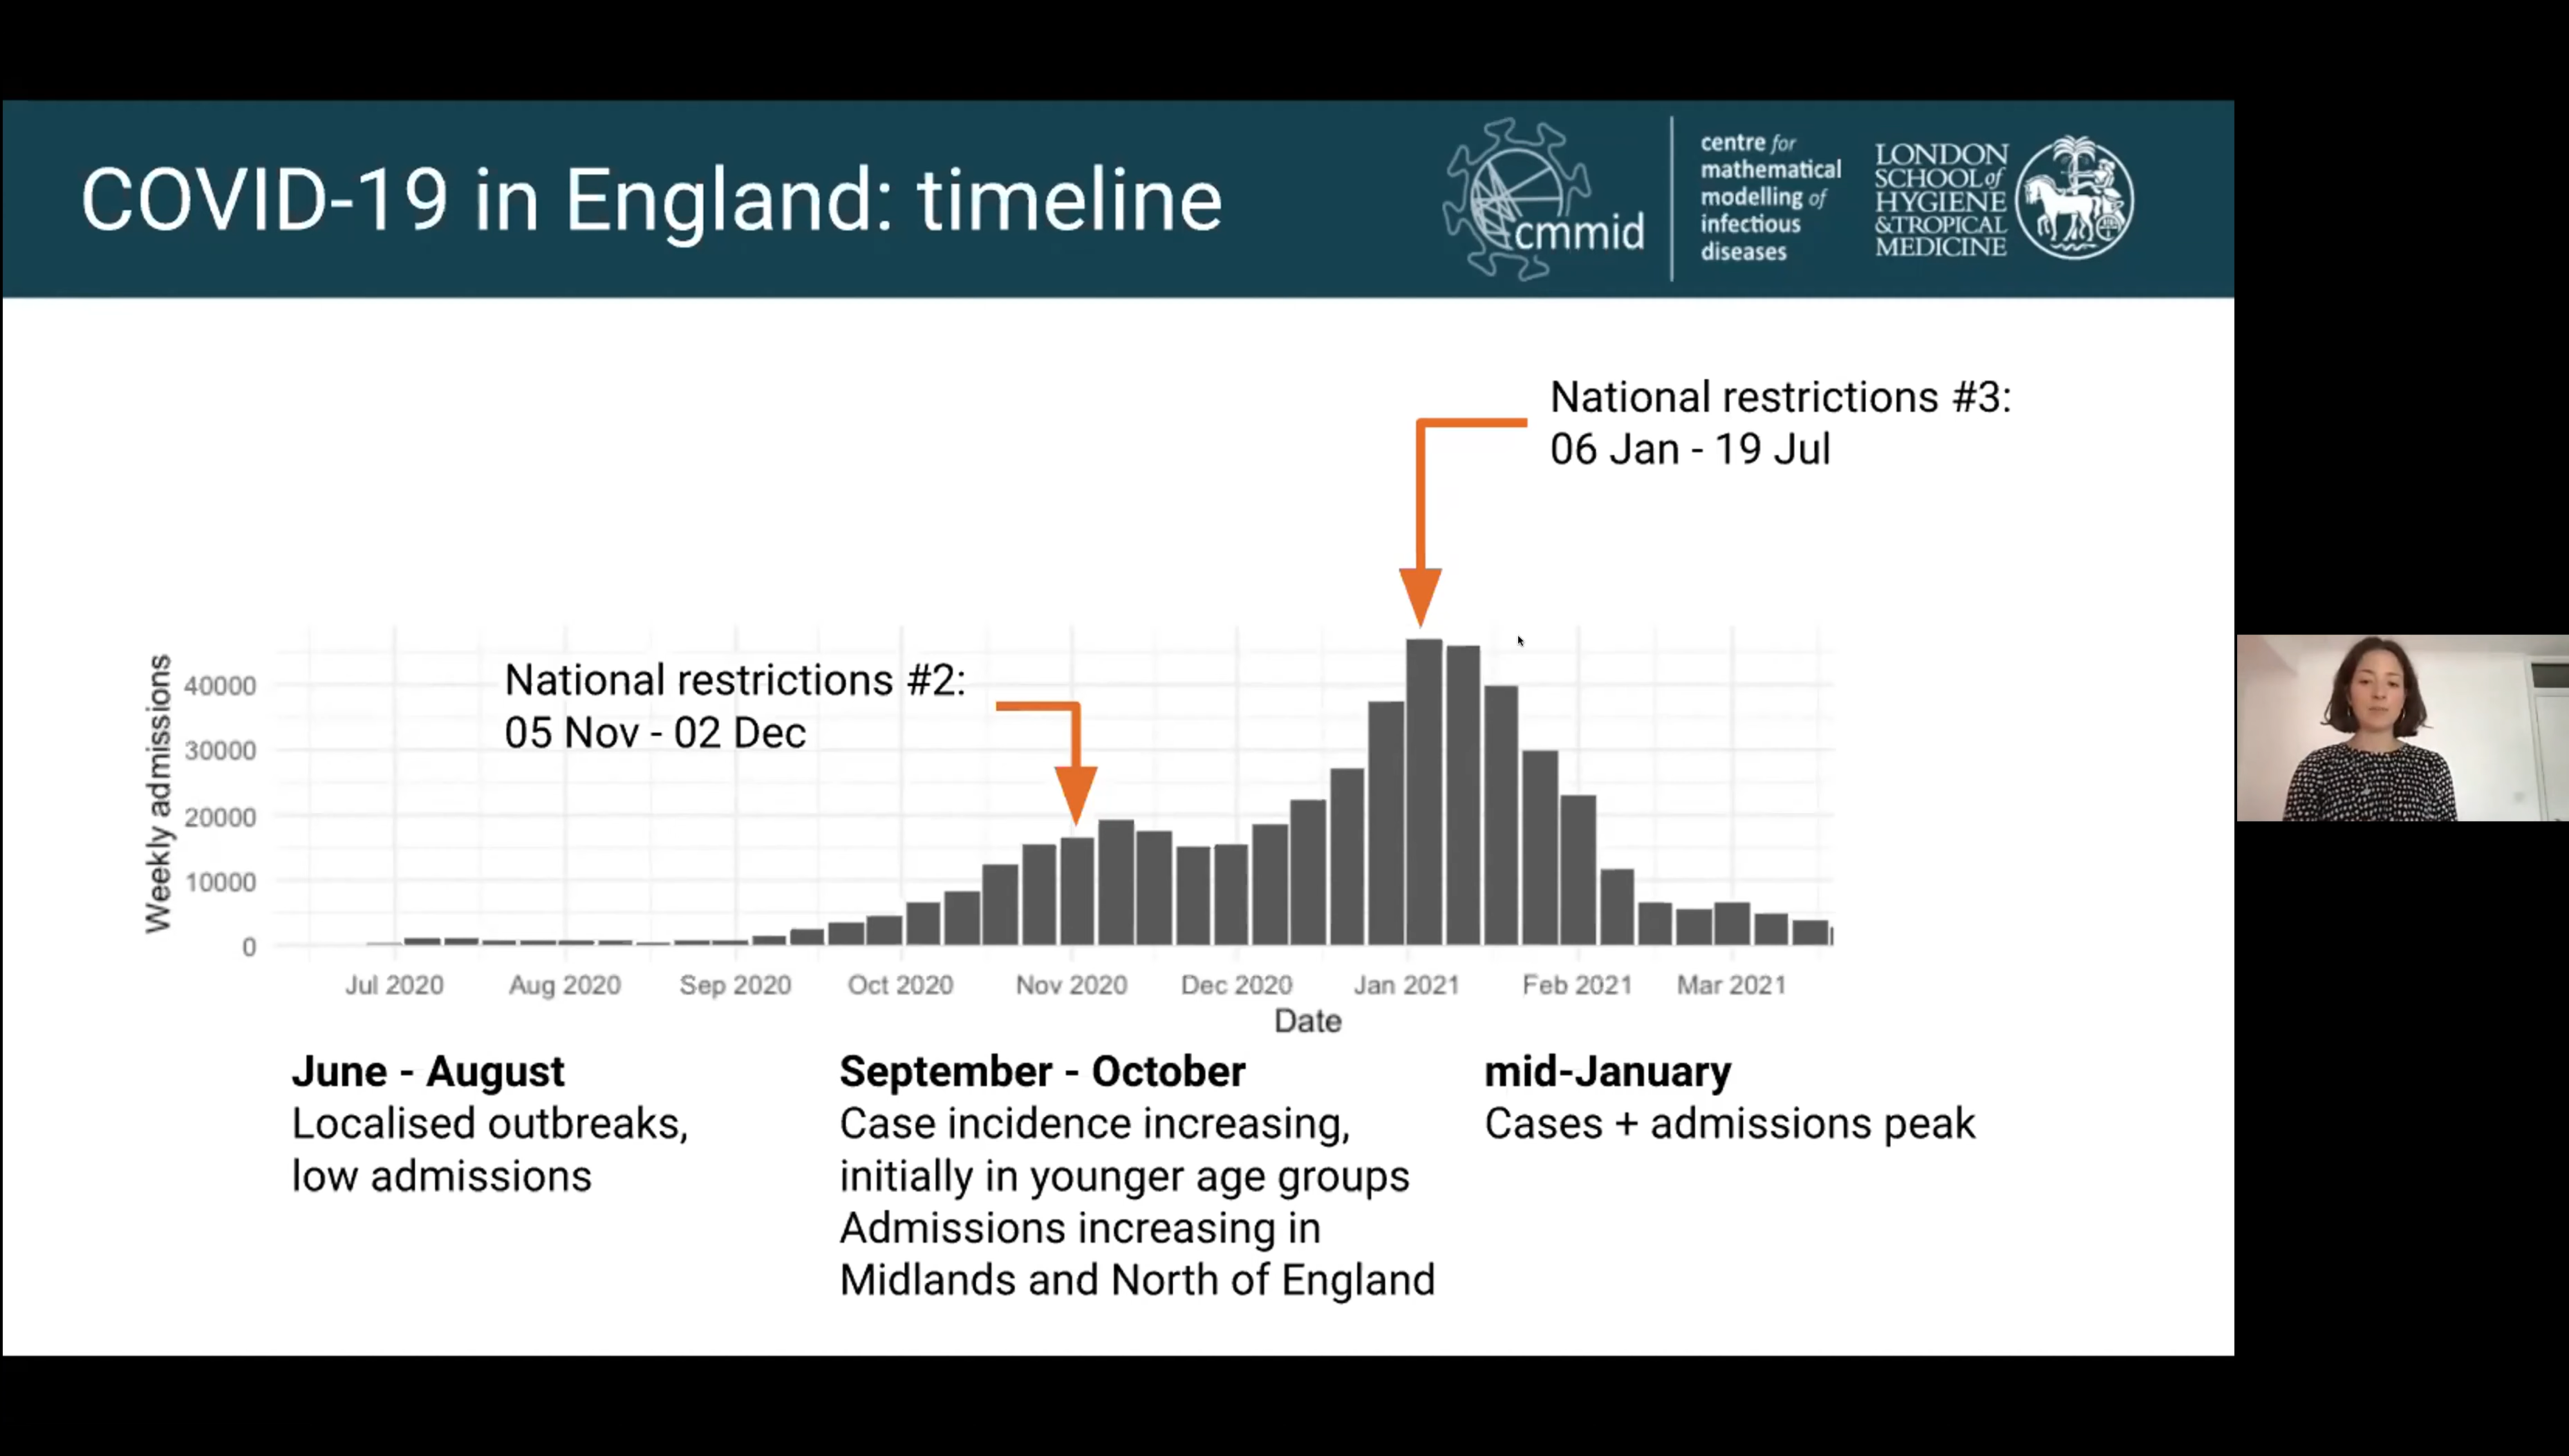 COVID-19 in England: timeline
cmmid
centre for
mathematical
modelling of
infectious
diseases
LONDON
SCHOOL of
HYGIENE
&TROPICAL
MEDICINE
National restrictions #3:
06 Jan - 19 Jul
National restrictions #2:
05 Nov - 02 Dec
Weekly admissions
40000
30000
20000
10000
0
Jul 2020 Aug 2020 Sep 2020 Oct 2020 Nov 2020 Dec 2020 Jan 2021 Feb 2021 Mar 2021
Date
June - August
Localised outbreaks,
low admissions
September - October
Case incidence increasing,
initially in younger age groups
Admissions increasing in
Midlands and North of England
mid-January
Cases + admissions peak